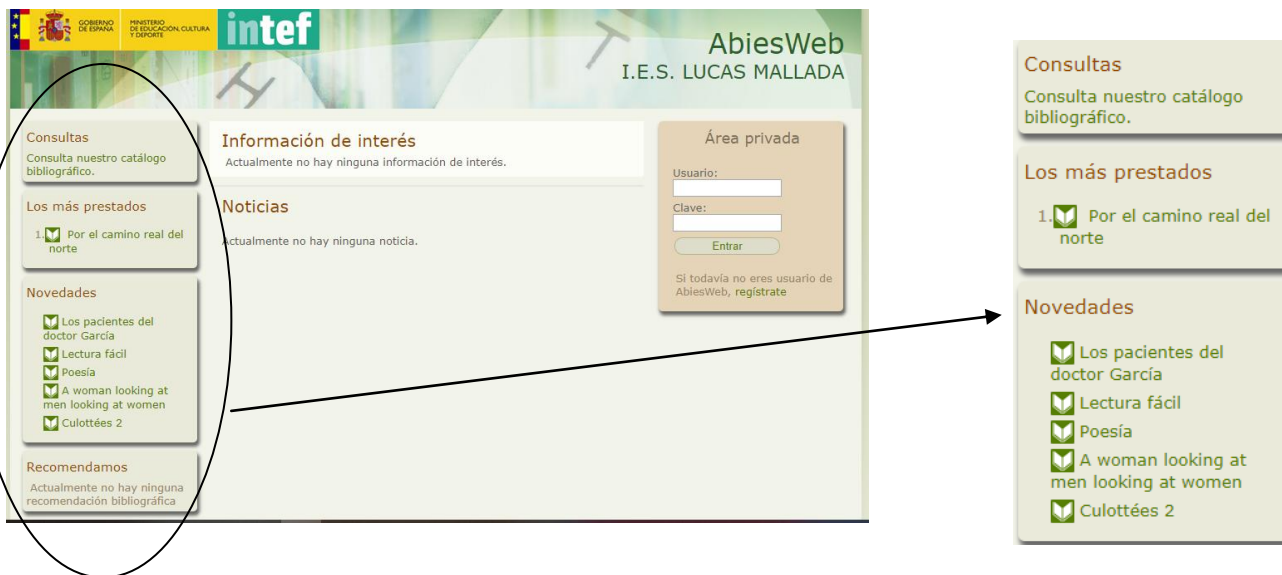 GOBIERNO
DE ESPAÑA
MINISTERIO
DE EDUCACIÓN, CULTURA
Y DEPORTE
intef
H
T
AbiesWeb
I.E.S. LUCAS MALLADA
Consultas
Consulta nuestro catálogo
bibliográfico.
Los más prestados
1. Por el camino real del
norte
Novedades
Los pacientes del
doctor García
Lectura fácil
Poesía
A woman looking at
men looking at women
Culottées 2
Recomendamos
Actualmente no hay ninguna
recomendación bibliográfica
Información de interés
Actualmente no hay ninguna información de interés.
Noticias
Actualmente no hay ninguna noticia.
Área privada
Usuario:
Clave:
Entrar
Si todavía no eres usuario de
AbiesWeb, regístrate
Consultas
Consulta nuestro catálogo
bibliográfico.
Los más prestados
1. Por el camino real del
norte
Novedades
Los pacientes del
doctor García
Lectura fácil
Poesía
A woman looking at
men looking at women
Culottées 2